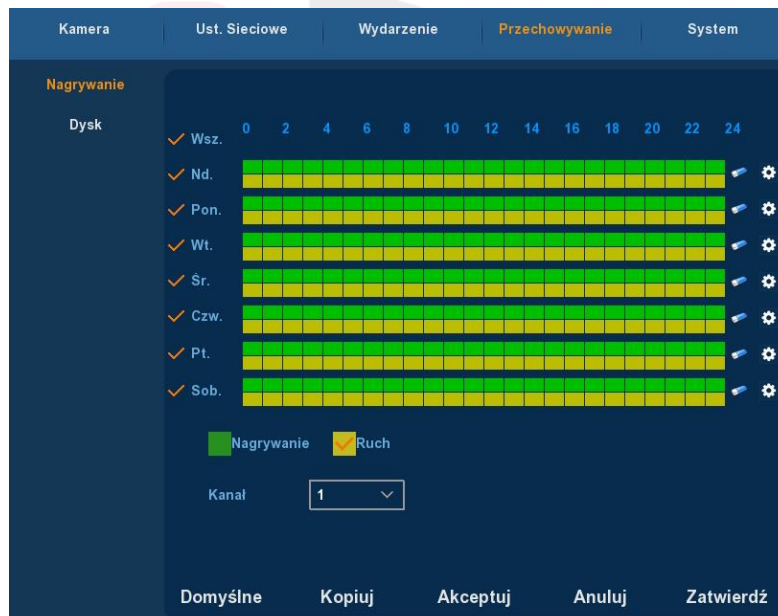 Kamera Ust. Sieciowe Wydarzenie Przechowywanie System
Nagrywanie
Dysk
0 2 4 6 8 10 12 14 16 18 20 22 24
Wsz.
Nd.
Pon.
Wt.
Śr.
Czw.
Pt.
Sob.
Nagrywanie Ruch
Kanał 1
Domyślne Kopiuj Akceptuj Anuluj Zatwierdź